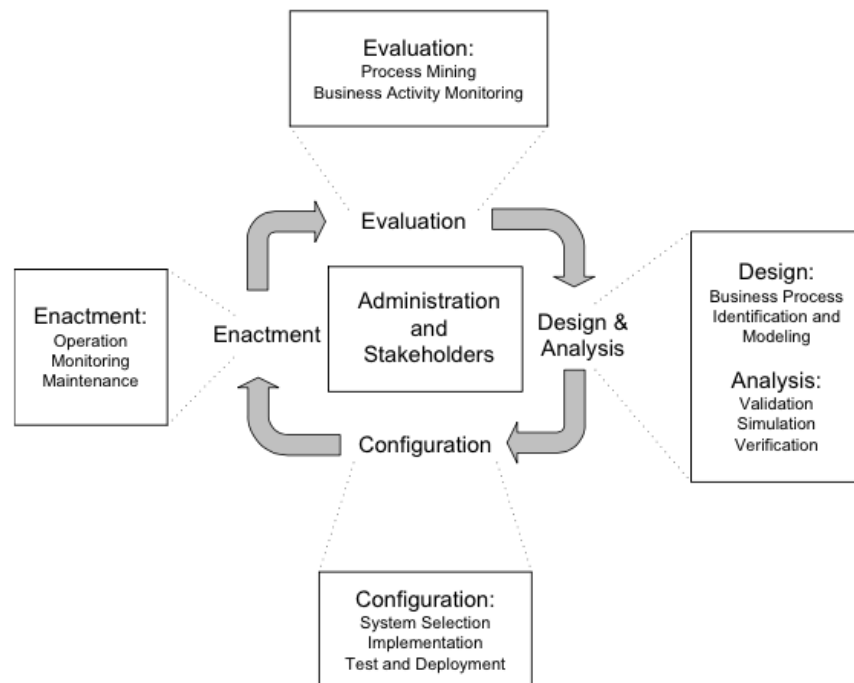 Evaluation:
Process Mining
Business Activity Monitoring
Evaluation
Enactment:
Operation
Monitoring
Maintenance
Enactment
Administration
and
Stakeholders
Design &
Analysis
Design:
Business Process
Identification and
Modeling
Analysis:
Validation
Simulation
Verification
Configuration
Configuration:
System Selection
Implementation
Test and Deployment